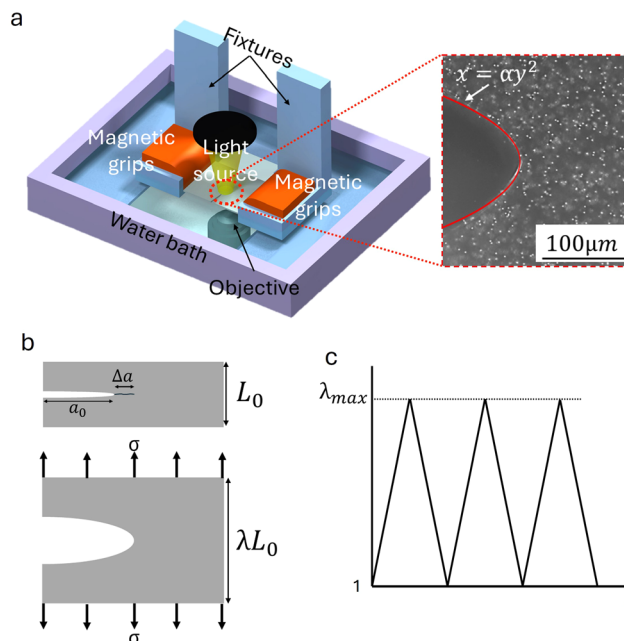 a
Fixtures
Magnetic
grips
Light
source
Magnetic
grips
Water bath
Objective
x = αy²
100μm
b
Δa
a₀
L₀
σ
λL₀
σ
c
λmax
1